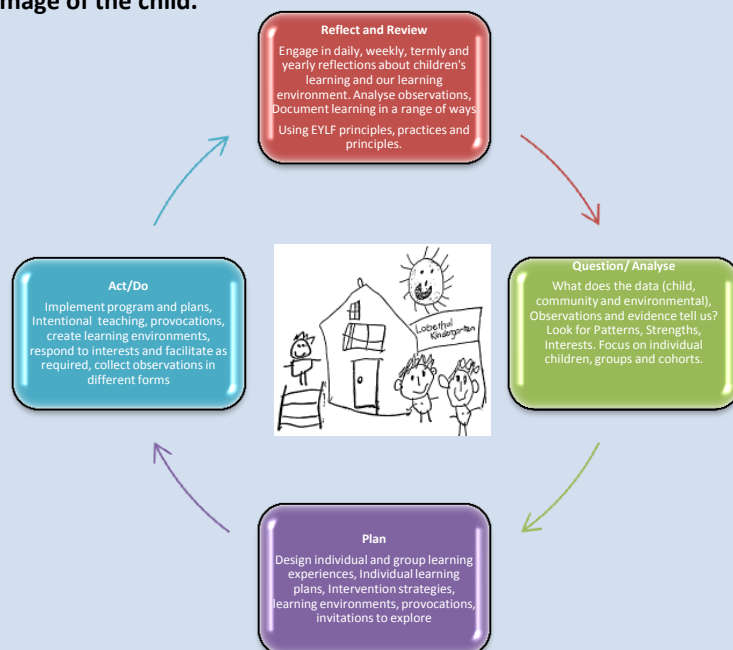 mage of the child.
Reflect and Review
Engage in daily, weekly, termly and
yearly reflections about children's
learning and our learning
environment. Analyse observations,
Document learning in a range of ways
Using EYLF principles, practices and
principles.
Question/ Analyse
What does the data (child,
community and environmental),
Observations and evidence tell us?
Look for Patterns, Strengths,
Interests. Focus on individual
children, groups and cohorts.
Plan
Design individual and group learning
experiences, Individual learning
plans, Intervention strategies,
learning environments, provocations,
invitations to explore
Act/Do
Implement program and plans,
Intentional teaching, provocations,
create learning environments,
respond to interests and facilitate as
required, collect observations in
different forms
Lobethal
Kindergarten